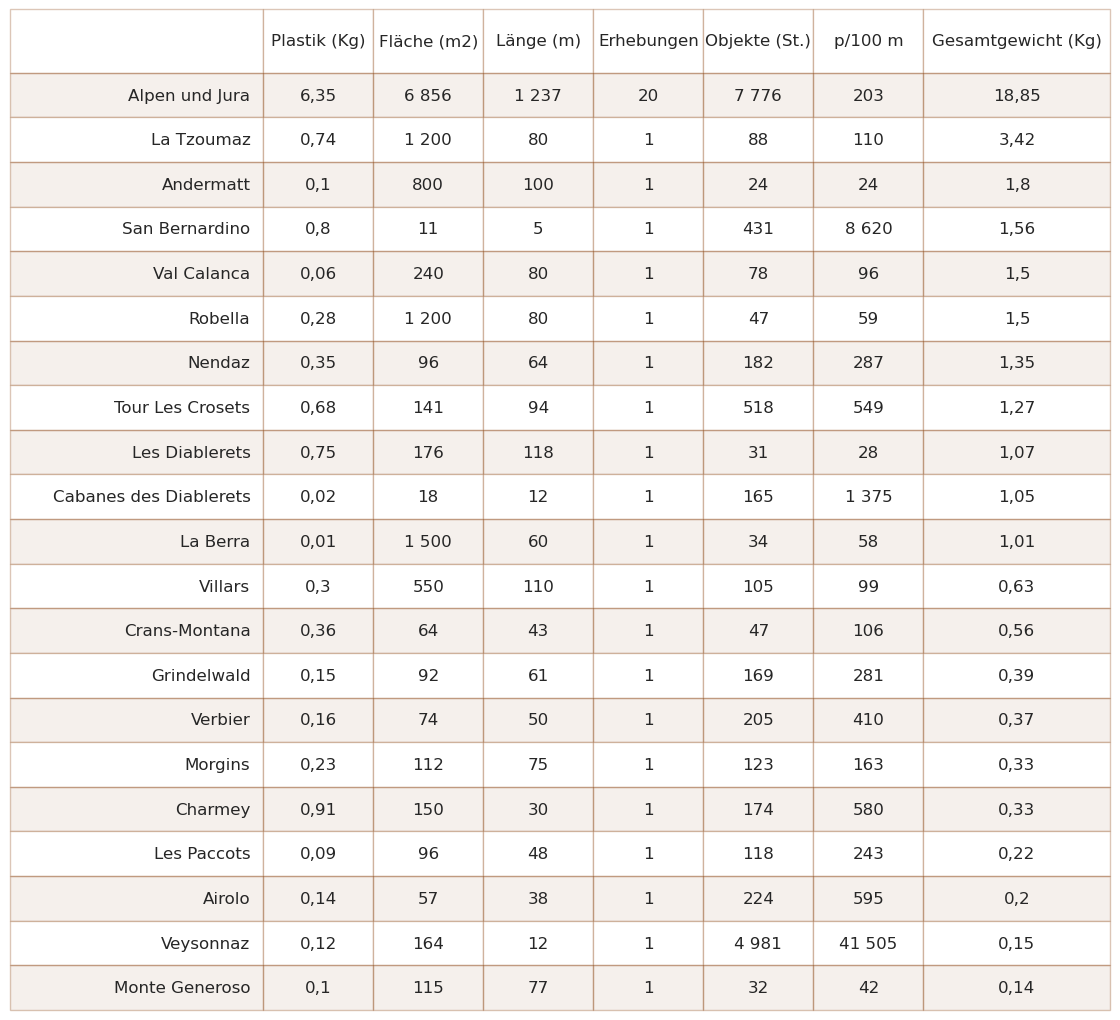 Plastik (Kg) Fläche (m2) Länge (m) Erhebungen Objekte (St.) p/100 m Gesamtgewicht (Kg)
Alpen und Jura 6,35 6 856 1 237 20 7 776 203 18,85
La Tzoumaz 0,74 1 200 80 1 88 110 3,42
Andermatt 0,1 800 100 1 24 24 1,8
San Bernardino 0,8 11 5 1 431 8 620 1,56
Val Calanca 0,06 240 80 1 78 96 1,5
Robella 0,28 1 200 80 1 47 59 1,5
Nendaz 0,35 96 64 1 182 287 1,35
Tour Les Crosets 0,68 141 94 1 518 549 1,27
Les Diablerets 0,75 176 118 1 31 28 1,07
Cabanes des Diablerets 0,02 18 12 1 165 1 375 1,05
La Berra 0,01 1 500 60 1 34 58 1,01
Villars 0,3 550 110 1 105 99 0,63
Crans-Montana 0,36 64 43 1 47 106 0,56
Grindelwald 0,15 92 61 1 169 281 0,39
Verbier 0,16 74 50 1 205 410 0,37
Morgins 0,23 112 75 1 123 163 0,33
Charmey 0,91 150 30 1 174 580 0,33
Les Paccots 0,09 96 48 1 118 243 0,22
Airolo 0,14 57 38 1 224 595 0,2
Veysonnaz 0,12 164 12 1 4 981 41 505 0,15
Monte Generoso 0,1 115 77 1 32 42 0,14